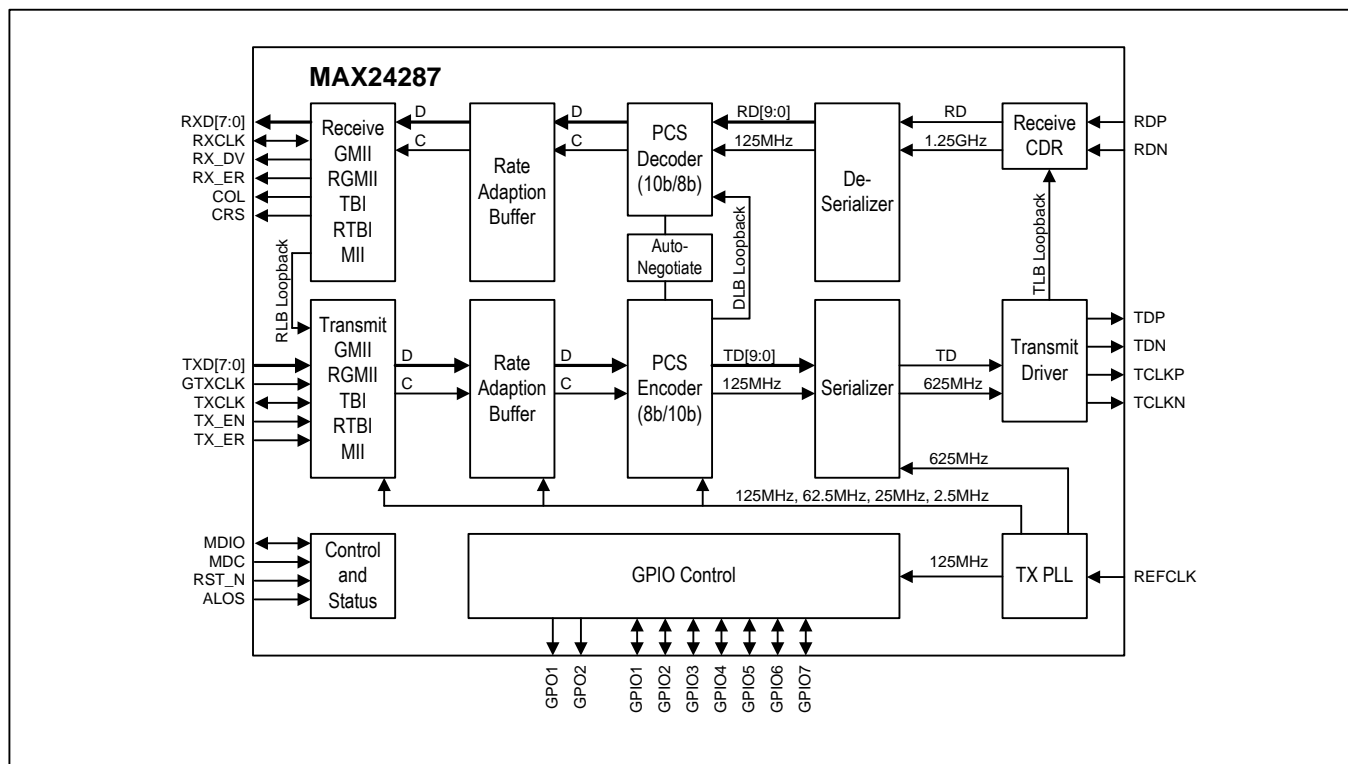 MAX24287
RXD[7:0]
RXCLK
RX_DV
RX_ER
COL
CRS
Receive
GMII
RGMII
TBI
RTBI
MII
D
C
Rate
Adaption
Buffer
D
C
PCS
Decoder
(10b/8b)
RD[9:0]
125MHz
De-
Serializer
RD
1.25GHz
Receive
CDR
RDP
RDN
Auto-
Negotiate
RLB Loopback
DLB Loopback
TLB Loopback
TXD[7:0]
GTXCLK
TXCLK
TX_EN
TX_ER
Transmit
GMII
RGMII
TBI
RTBI
MII
D
C
Rate
Adaption
Buffer
D
C
PCS
Encoder
(8b/10b)
TD[9:0]
125MHz
Serializer
TD
625MHz
Transmit
Driver
TDP
TDN
TCLKP
TCLKN
625MHz
125MHz, 62.5MHz, 25MHz, 2.5MHz
MDIO
MDC
RST_N
ALOS
Control
and
Status
GPIO Control
125MHz
TX PLL
REFCLK
GPO1
GPO2
GPIO1
GPIO2
GPIO3
GPIO4
GPIO5
GPIO6
GPIO7